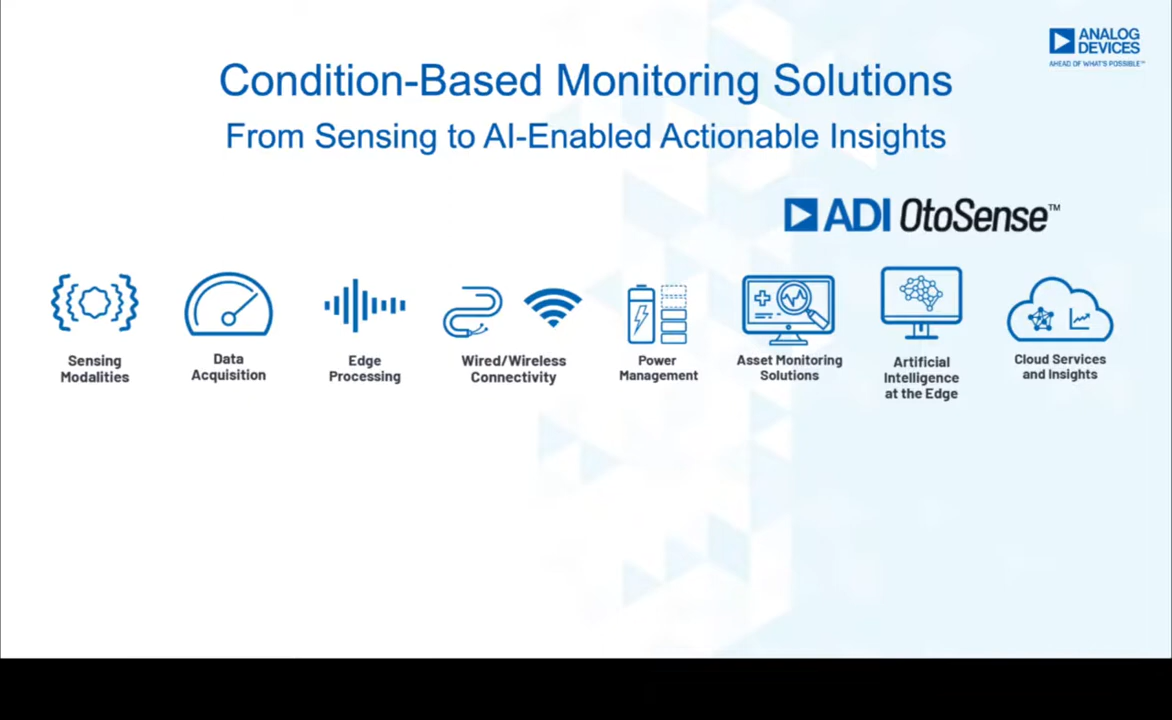 ANALOG
DEVICES
AHEAD OF WHAT'S POSSIBLE™
Condition-Based Monitoring Solutions
From Sensing to AI-Enabled Actionable Insights
ADI OtoSense™
Sensing
Modalities
Data
Acquisition
Edge
Processing
Wired/Wireless
Connectivity
Power
Management
Asset Monitoring
Solutions
Artificial
Intelligence
at the Edge
Cloud Services
and Insights